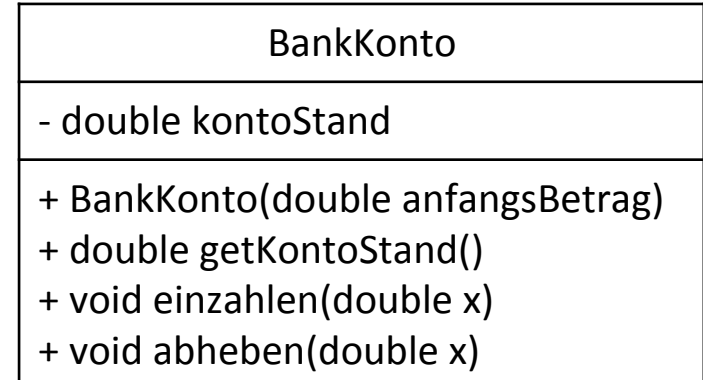 BankKonto
- double kontoStand
+ BankKonto(double anfangsBetrag)
+ double getKontoStand()
+ void einzahlen(double x)
+ void abheben(double x)